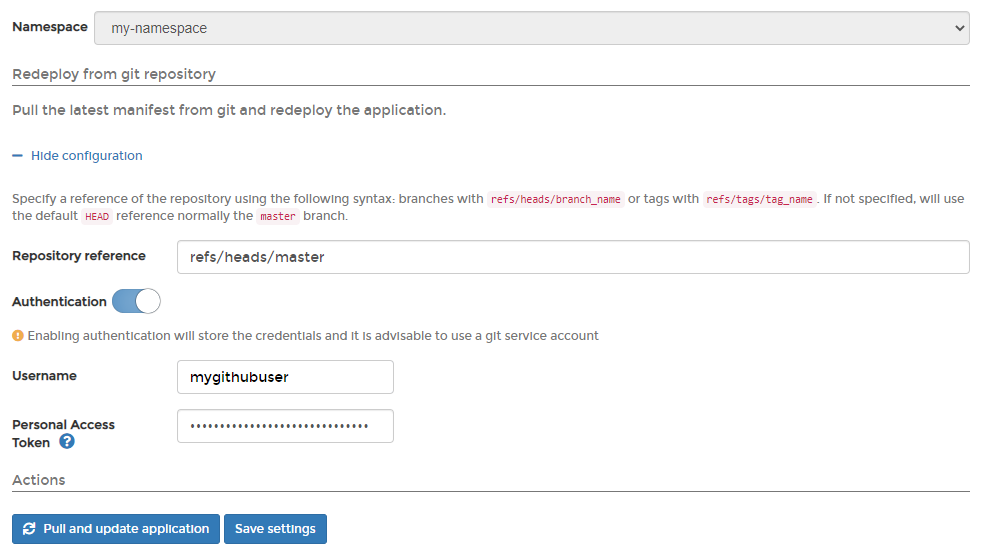 Namespace my-namespace
Redeploy from git repository
Pull the latest manifest from git and redeploy the application.
Hide configuration
Specify a reference of the repository using the following syntax: branches with refs/heads/branch_name or tags with refs/tags/tag_name. If not specified, will use
the default HEAD reference normally the master branch.
Repository reference refs/heads/master
Authentication
Enabling authentication will store the credentials and it is advisable to use a git service account
Username mygithubuser
Personal Access
Token ? ••••••••••••••••••••••••••••••
Actions
Pull and update application Save settings